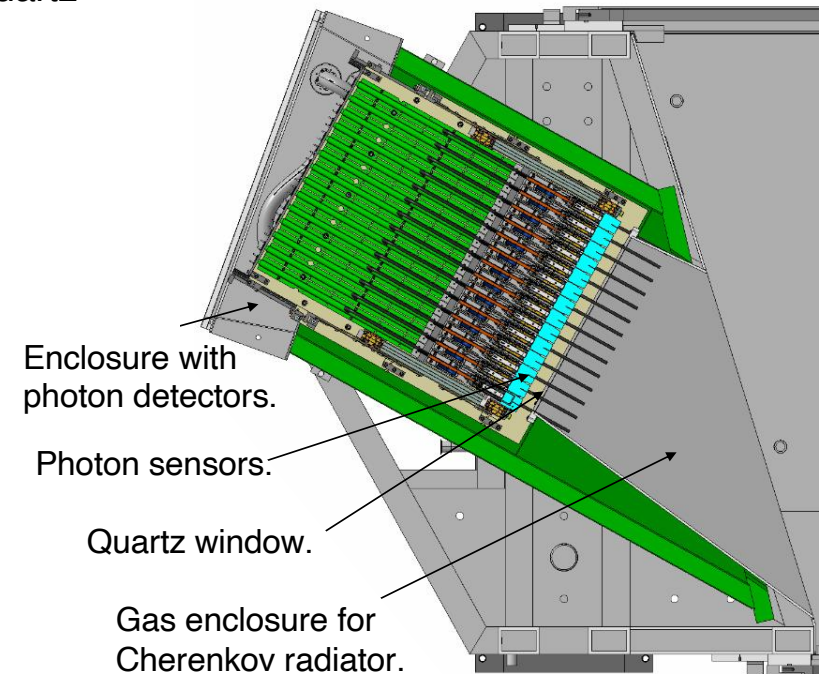 Enclosure with
photon detectors.
Photon sensors.
Quartz window.
Gas enclosure for
Cherenkov radiator.